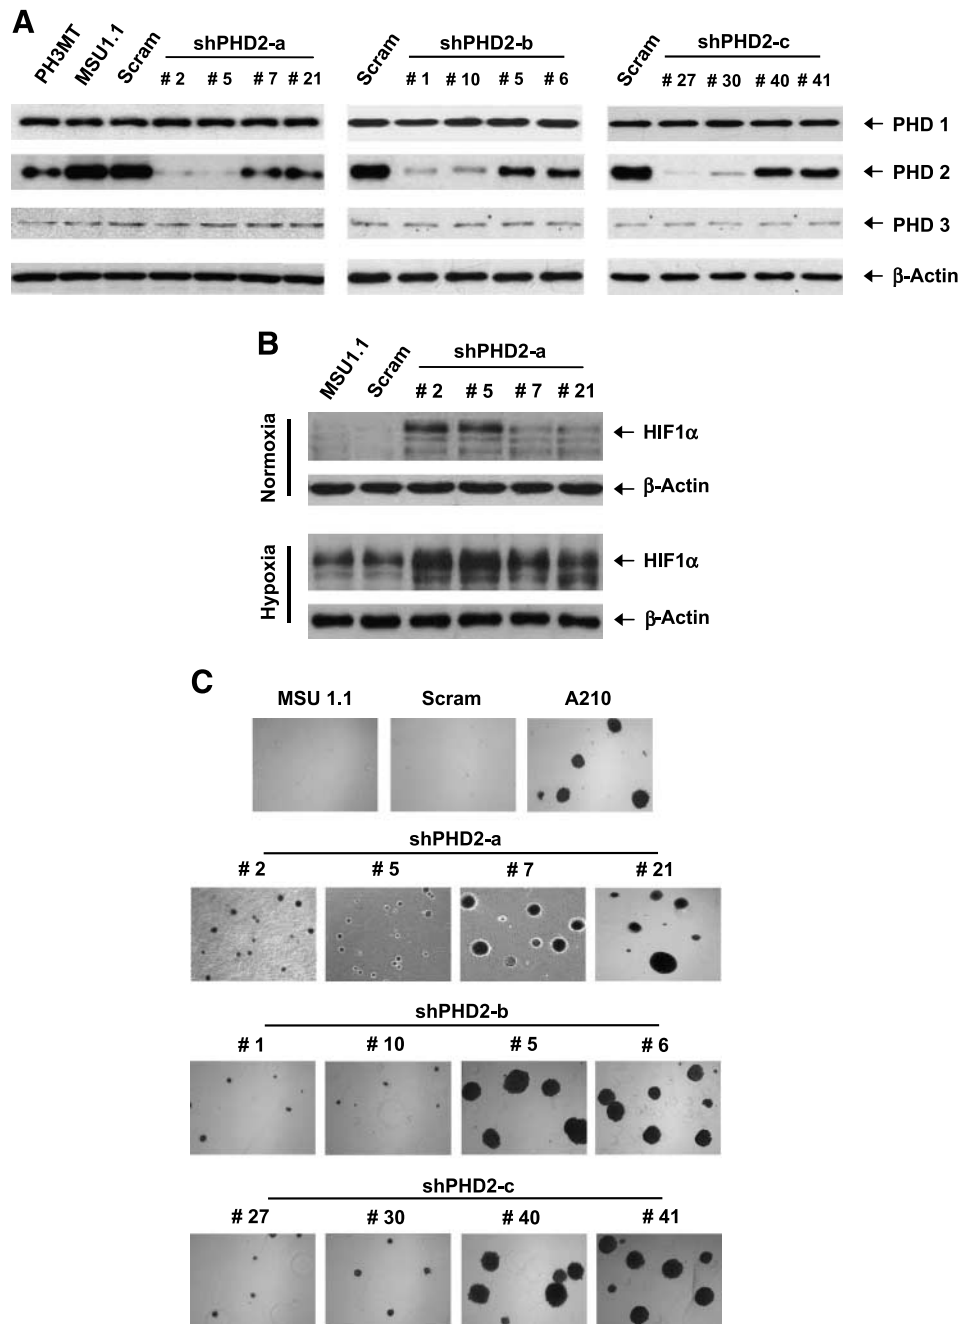 A
PH3MT MSU1.1 Scram shPHD2-a
# 2 # 5 # 7 # 21
Scram shPHD2-b
# 1 # 10 # 5 # 6
Scram shPHD2-c
# 27 # 30 # 40 # 41
← PHD 1
← PHD 2
← PHD 3
← β-Actin
B
MSU1.1 Scram shPHD2-a
# 2 # 5 # 7 # 21
Normoxia
← HIF1α
← β-Actin
Hypoxia
← HIF1α
← β-Actin
C
MSU 1.1 Scram A210
shPHD2-a
# 2 # 5 # 7 # 21
shPHD2-b
# 1 # 10 # 5 # 6
shPHD2-c
# 27 # 30 # 40 # 41